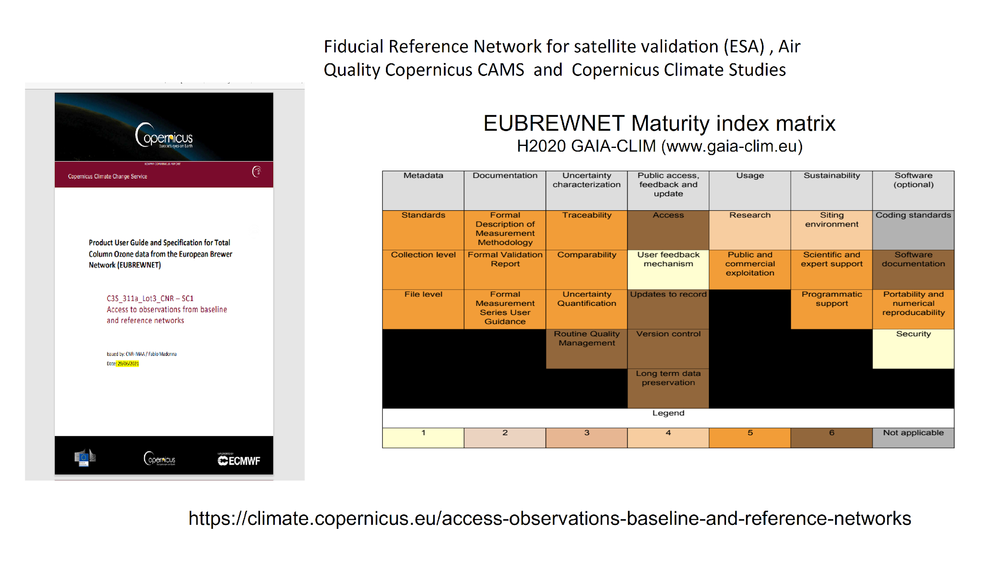 Fiducial Reference Network for satellite validation (ESA) , Air
Quality Copernicus CAMS and Copernicus Climate Studies
Copernicus
Europe's eyes on Earth
ECMWF COPERNICUS REPORT
Copernicus Climate Change Service
Product User Guide and Specification for Total
Column Ozone data from the European Brewer
Network (EUBREWNET)
C3S_311a_Lot3_CNR – SC1
Access to observations from baseline
and reference networks
Issued by: CNR-IMAA / Fabio Madonna
Date: 29/06/2021
Copernicus
Europe's eyes on Earth
IMPLEMENTED BY
ECMWF
EUBREWNET Maturity index matrix
H2020 GAIA-CLIM (www.gaia-clim.eu)
Metadata
Documentation
Uncertainty
characterization
Public access,
feedback and
update
Usage
Sustainability
Software
(optional)
Standards
Formal
Description of
Measurement
Methodology
Traceability
Access
Research
Siting
environment
Coding standards
Collection level
Formal Validation
Report
Comparability
User feedback
mechanism
Public and
commercial
exploitation
Scientific and
expert support
Software
documentation
File level
Formal
Measurement
Series User
Guidance
Uncertainty
Quantification
Updates to record
Programmatic
support
Portability and
numerical
reproducability
Routine Quality
Management
Version control
Security
Long term data
preservation
Legend
1
2
3
4
5
6
Not applicable
https://climate.copernicus.eu/access-observations-baseline-and-reference-networks